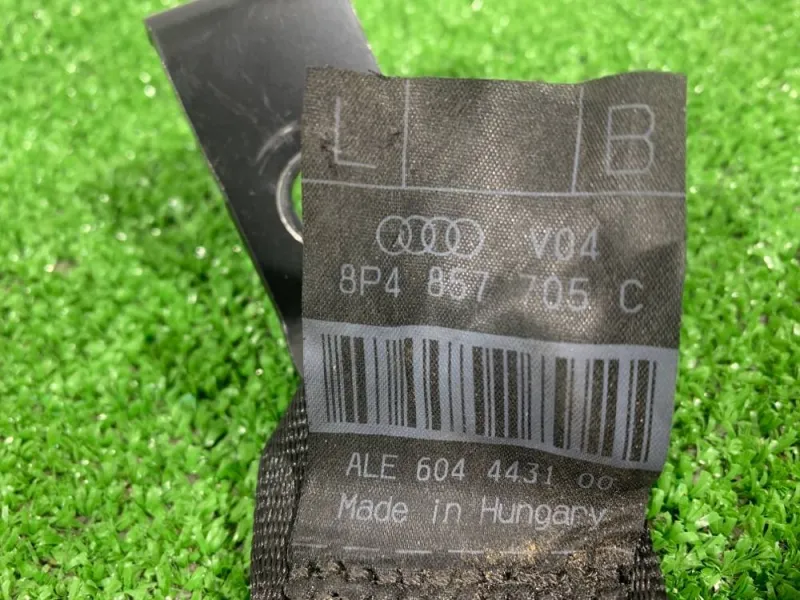 L B
V04
8P4 857 705 C
ALE 604 4431 00
Made in Hungary